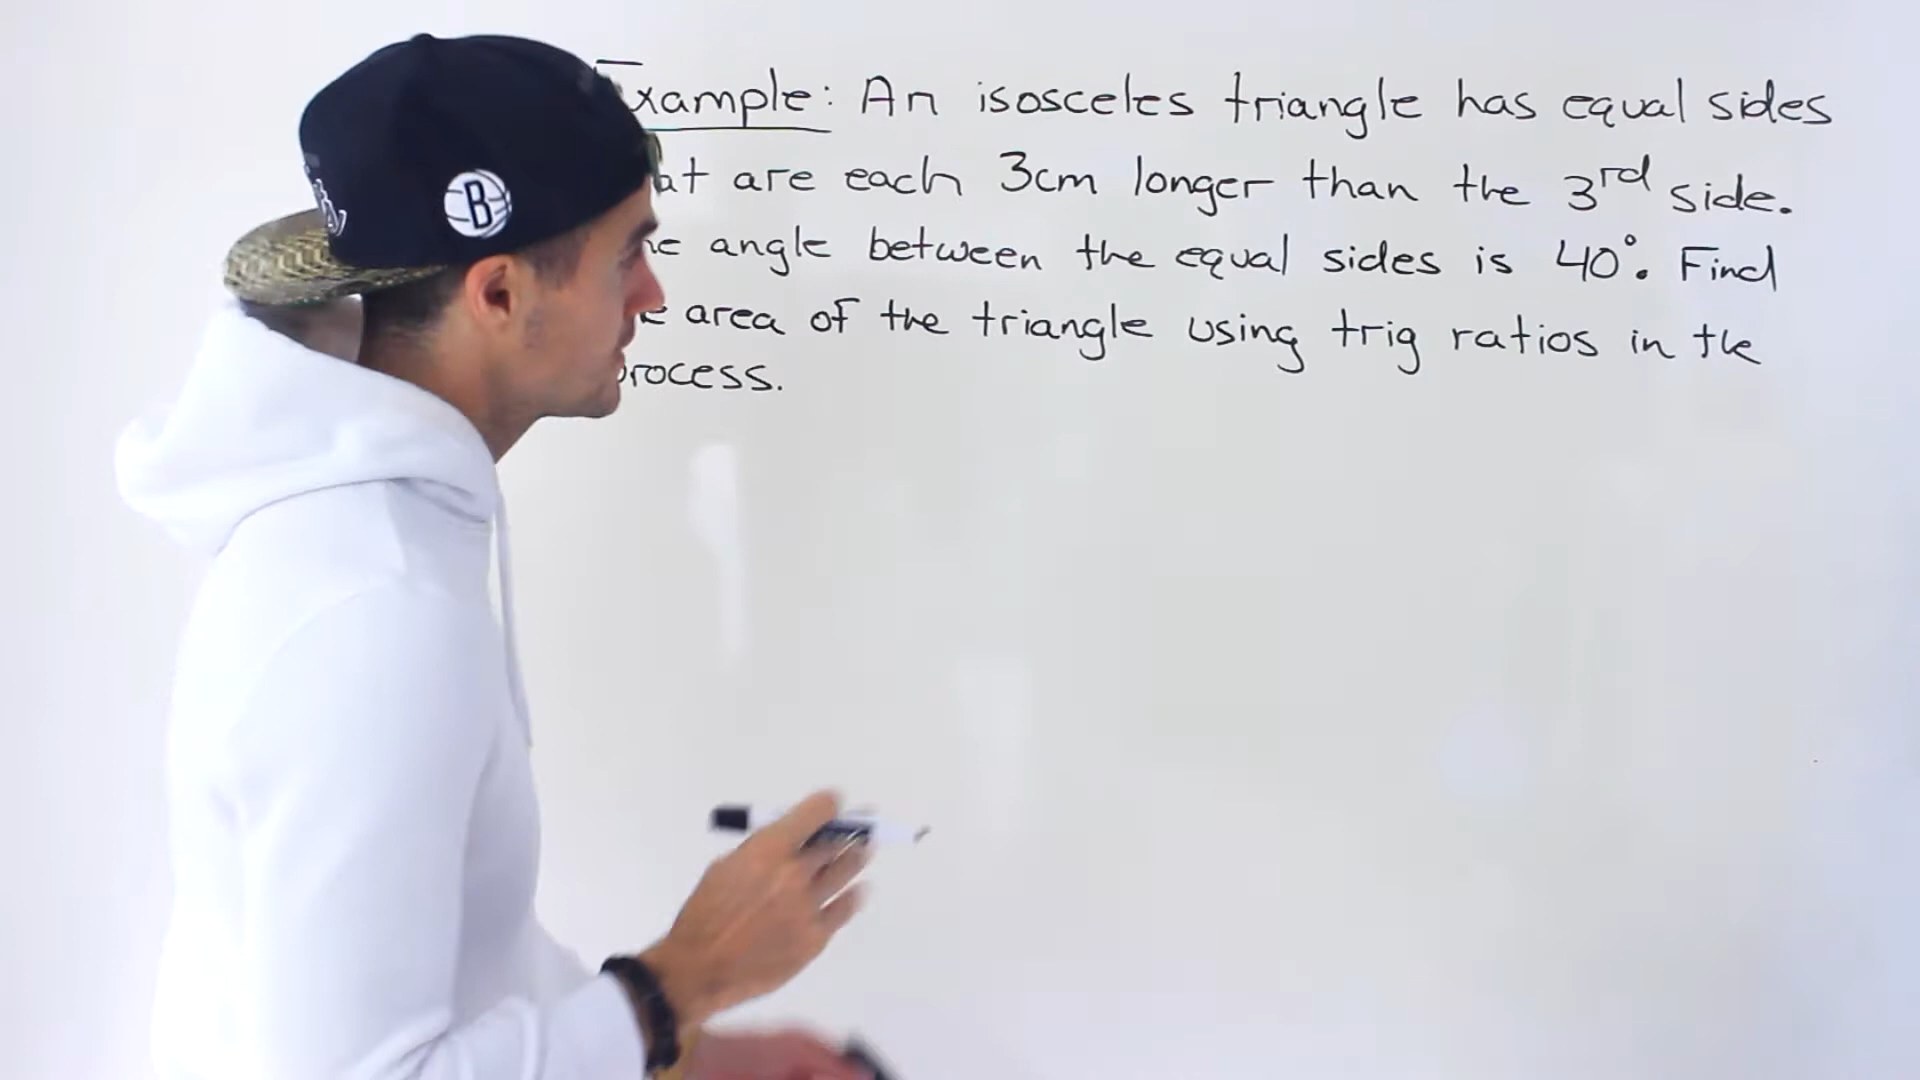 Example: An isosceles triangle has equal sides
at are each 3cm longer than the 3rd side.
angle between the equal sides is 40°. Find
area of the triangle using trig ratios in the
process.
B